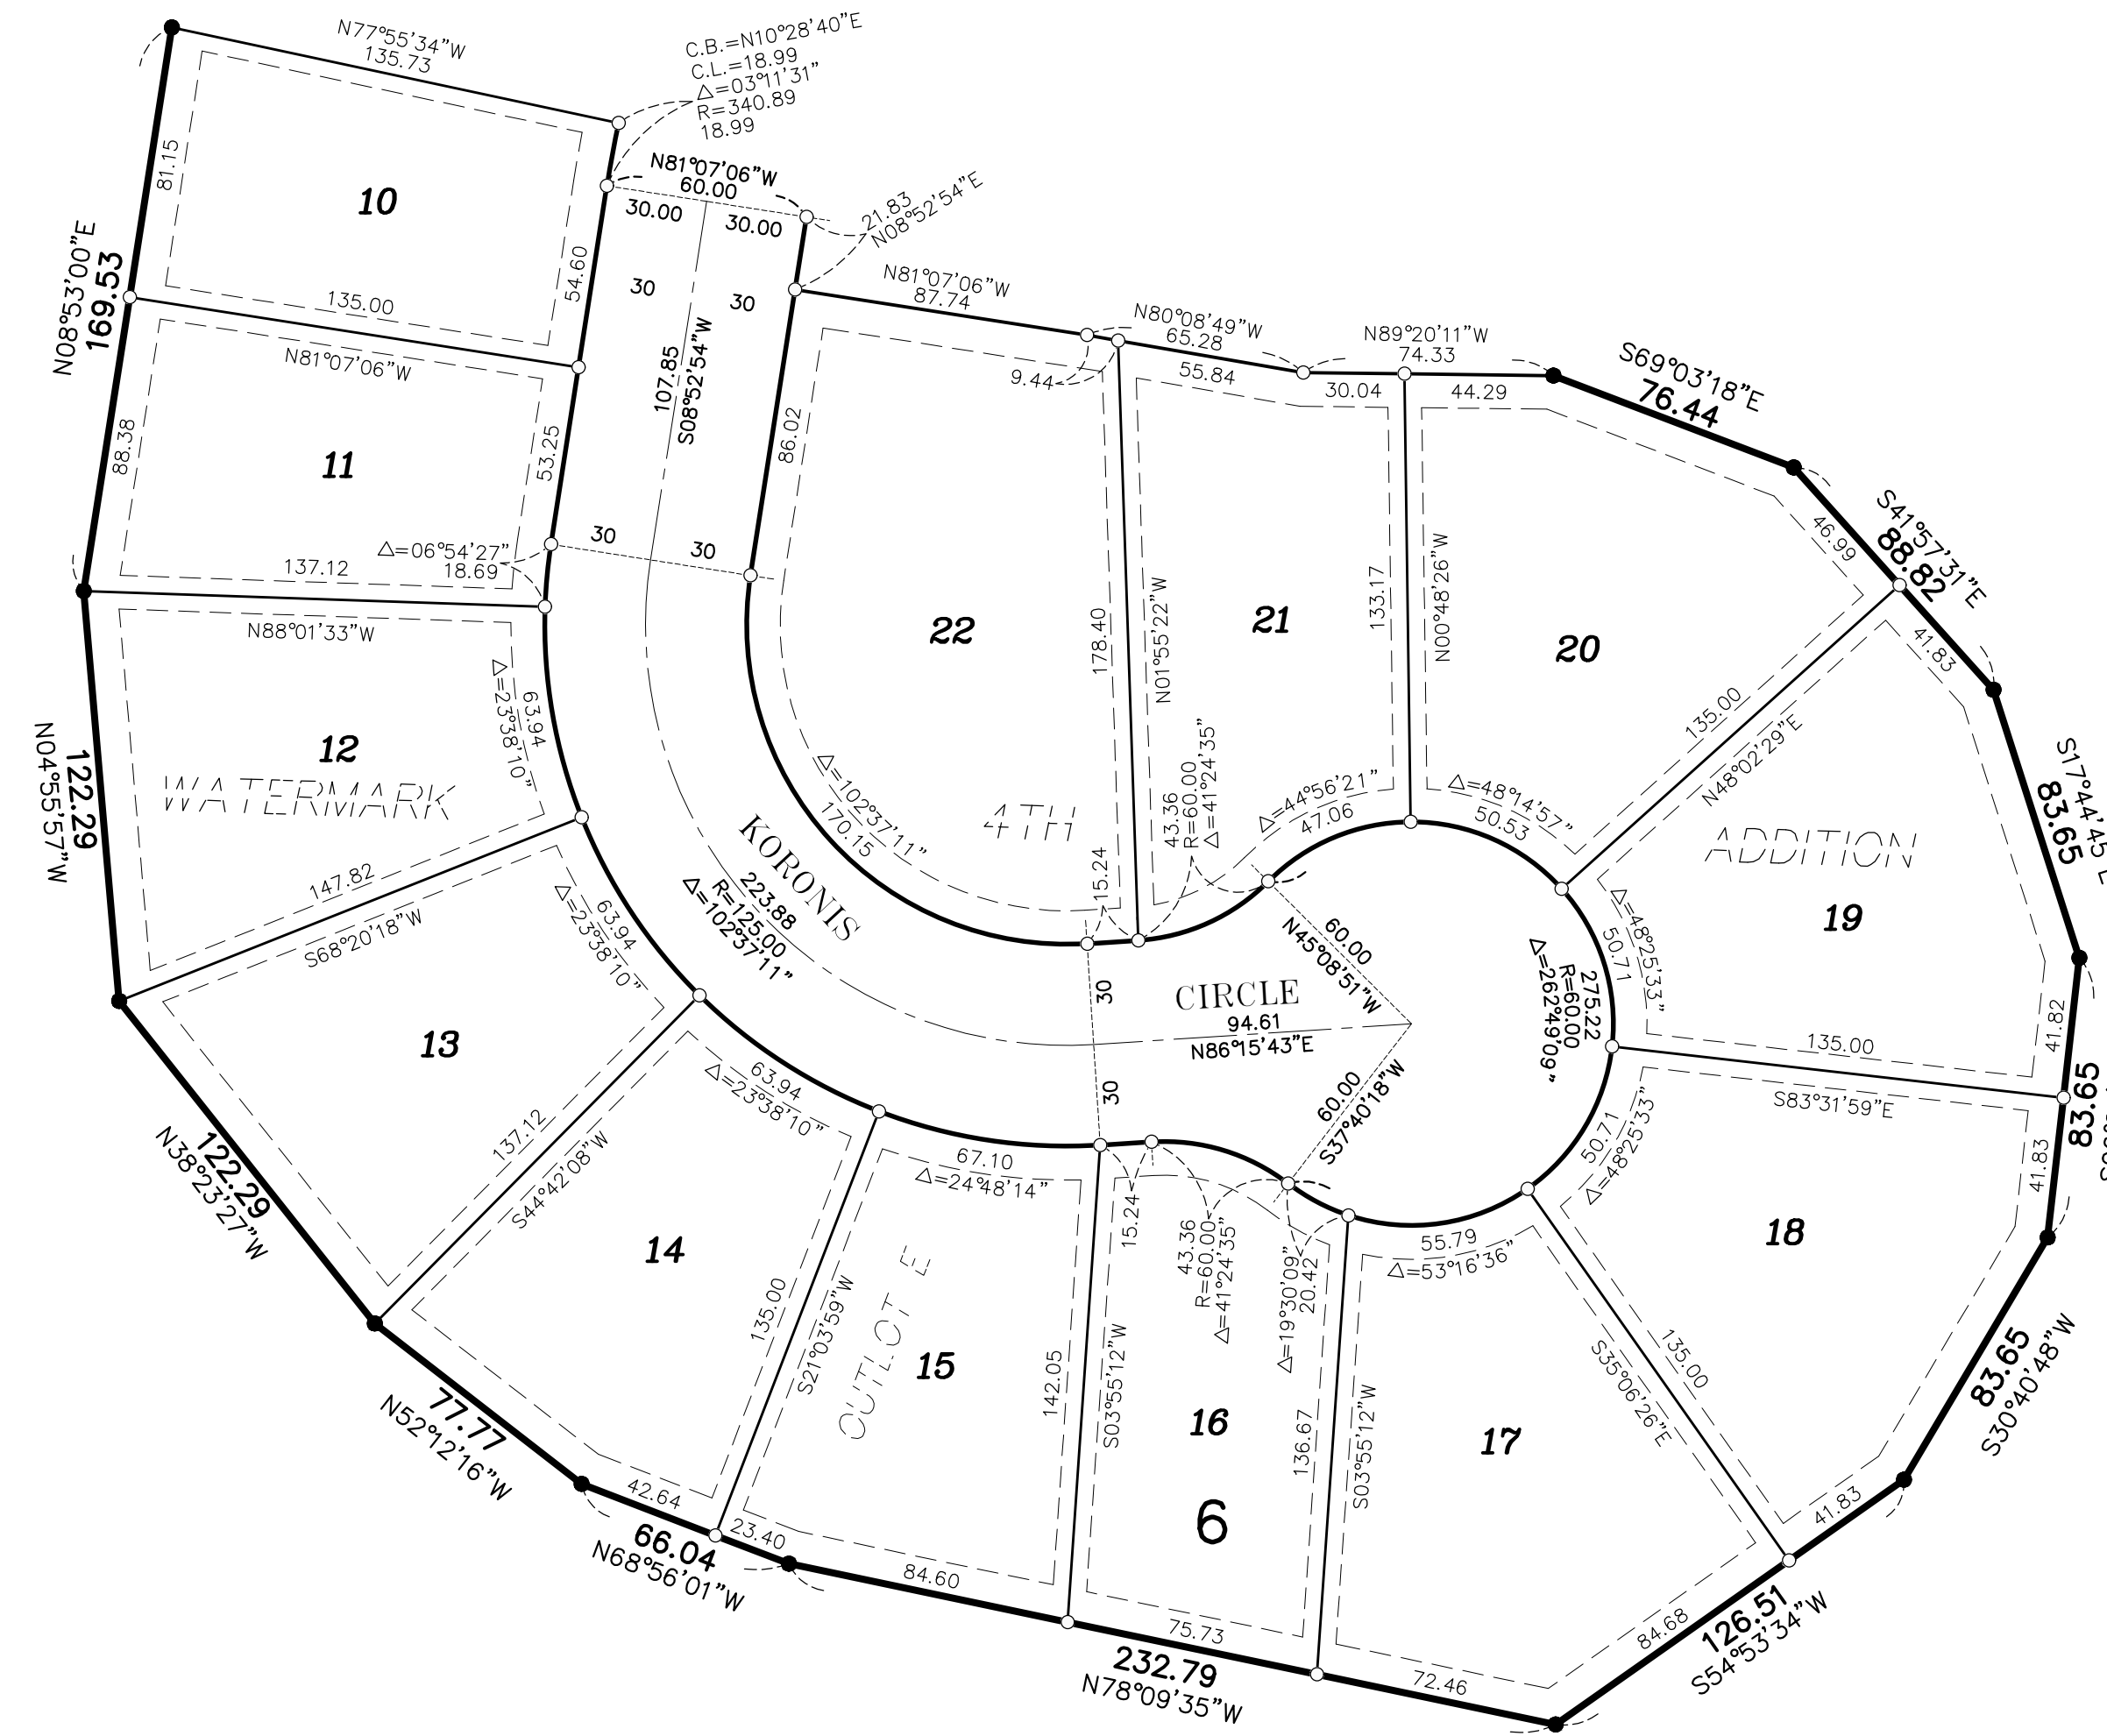 N77°55'34"W
135.73
C.B.=N10°28'40"E
C.L.=18.99
△=03°11'31"
R=340.89
18.99
N81°07'06"W
60.00
30.00
30.00
21.83
N08°52'54"E
81.15
10
54.60
N08°53'00"E
169.53
135.00
N81°07'06"W
30
30
107.85
S08°52'54"W
N81°07'06"W
87.74
N80°08'49"W
65.28
9.44
55.84
N89°20'11"W
74.33
30.04
44.29
S69°03'18"E
76.44
88.38
11
53.25
86.02
△=06°54'27"
18.69
137.12
30
30
N88°01'33"W
46.99
S41°57'31"E
88.82
41.83
22
178.40
N01°55'22"W
21
133.17
N00°48'26"W
20
135.00
N48°02'29"E
12
WATERMARK
63.94
△=23°38'10"
N04°55'57"W
122.29
147.82
S68°20'18"W
△=102°37'11"
170.15
4TH
15.24
43.36
R=60.00
△=41°24'35"
△=44°56'21"
47.06
△=48°14'57"
50.53
ADDITION
S17°44'45"E
83.65
19
△=48°25'33"
50.71
KORONIS
223.88
R=125.00
△=102°37'11"
63.94
△=23°38'10"
13
CIRCLE
94.61
N86°15'43"E
30
30
60.00
N45°08'51"W
60.00
S37°40'18"W
275.22
R=60.00
△=262°49'09"
135.00
S83°31'59"E
41.82
83.65
41.83
N38°23'27"W
122.29
137.12
S44°42'08"W
63.94
△=23°38'10"
14
67.10
△=24°48'14"
15.24
43.36
R=60.00
△=41°24'35"
△=19°30'09"
20.42
55.79
△=53°16'36"
50.71
△=48°25'33"
18
135.00
S35°06'26"E
83.65
S30°40'48"W
135.00
S21°03'59"W
OUTLOT E
15
142.05
S03°55'12"W
16
6
136.67
S03°55'12"W
17
77.77
N52°12'16"W
42.64
23.40
66.04
N68°56'01"W
84.60
75.73
232.79
N78°09'35"W
72.46
84.68
126.51
S54°53'34"W
41.83